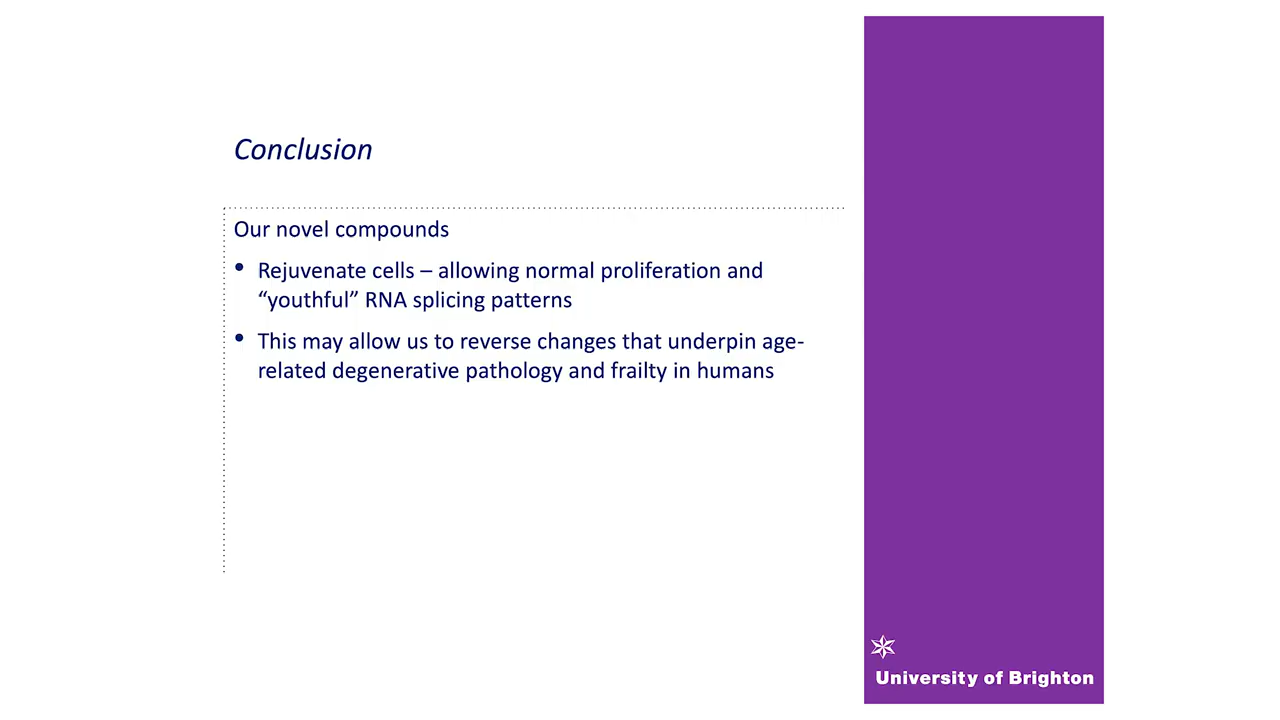 Conclusion
Our novel compounds
• Rejuvenate cells – allowing normal proliferation and
“youthful” RNA splicing patterns
• This may allow us to reverse changes that underpin age-
related degenerative pathology and frailty in humans
University of Brighton